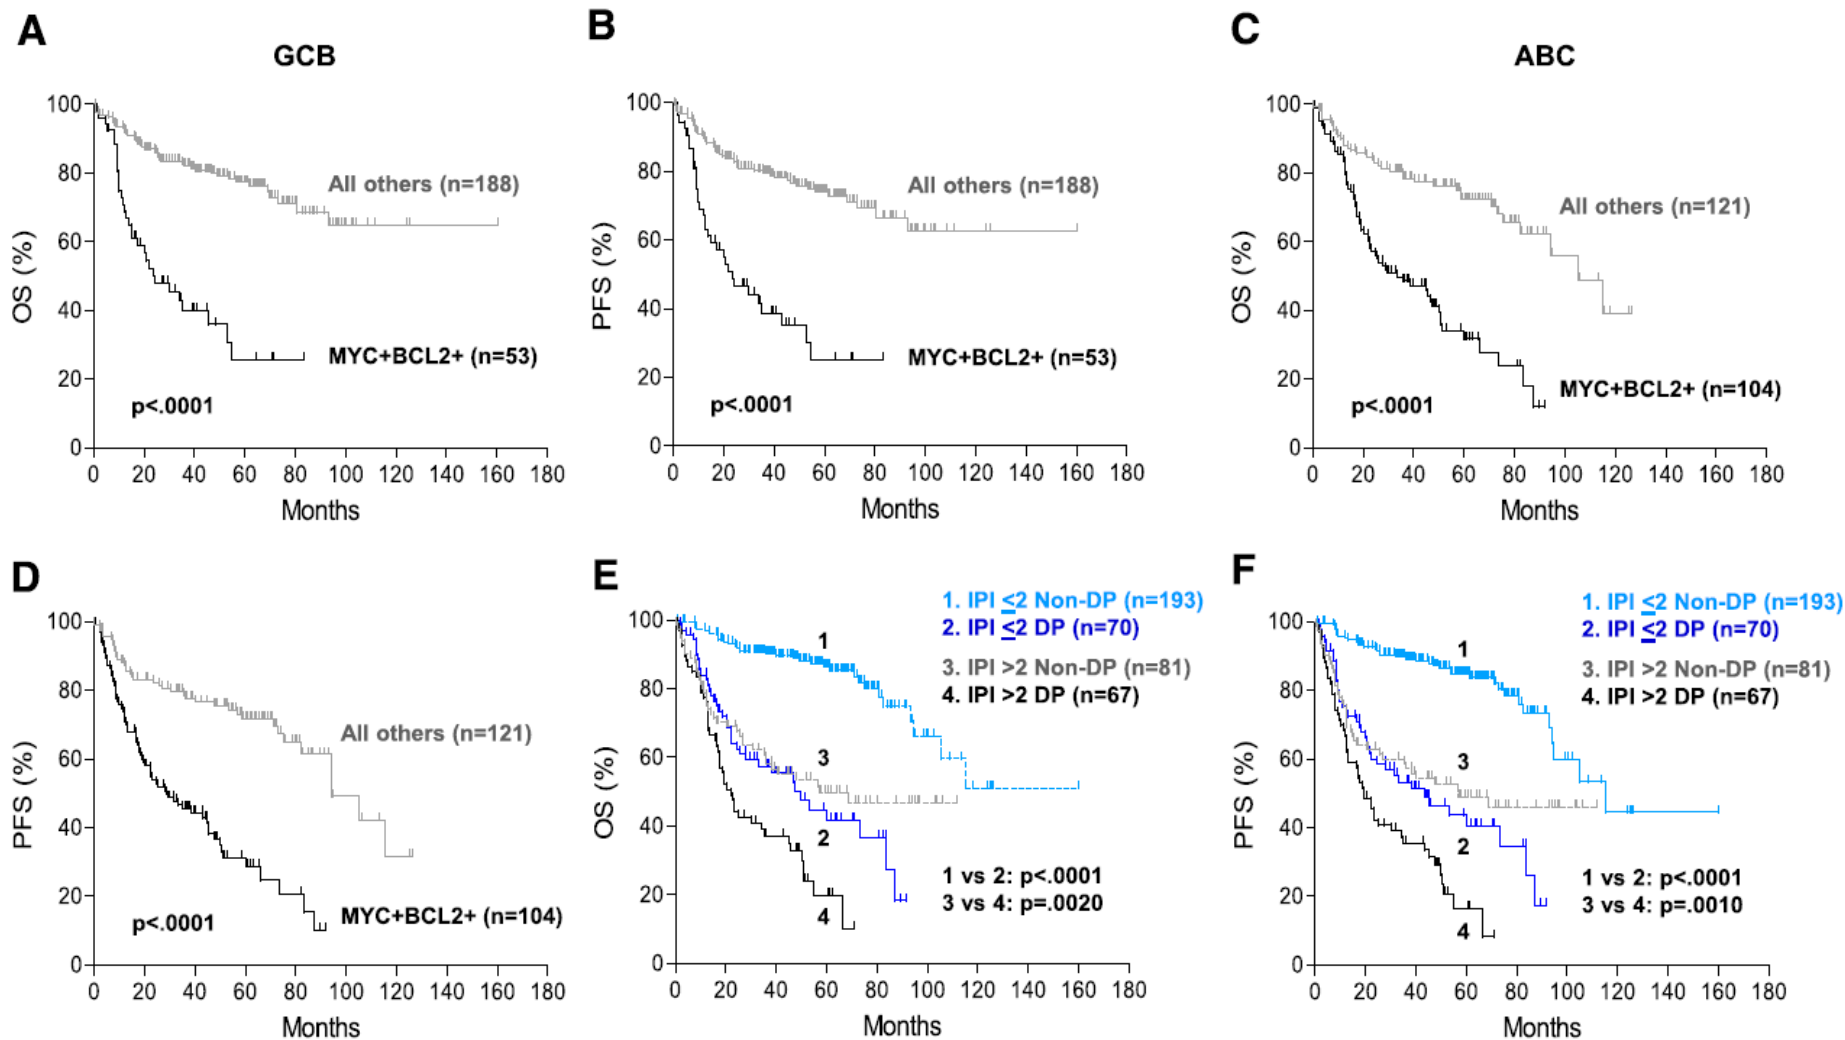 A
GCB
100
80
60
40
20
0
OS (%)
All others (n=188)
MYC+BCL2+ (n=53)
p<.0001
0 20 40 60 80 100 120 140 160 180
Months
B
100
80
60
40
20
0
PFS (%)
All others (n=188)
MYC+BCL2+ (n=53)
p<.0001
0 20 40 60 80 100 120 140 160 180
Months
C
ABC
100
80
60
40
20
0
OS (%)
All others (n=121)
MYC+BCL2+ (n=104)
p<.0001
0 20 40 60 80 100 120 140 160 180
Months
D
100
80
60
40
20
0
PFS (%)
All others (n=121)
MYC+BCL2+ (n=104)
p<.0001
0 20 40 60 80 100 120 140 160 180
Months
E
1. IPI ≤2 Non-DP (n=193)
2. IPI ≤2 DP (n=70)
3. IPI >2 Non-DP (n=81)
4. IPI >2 DP (n=67)
100
80
60
40
20
0
OS (%)
1
3
2
4
1 vs 2: p<.0001
3 vs 4: p=.0020
0 20 40 60 80 100 120 140 160 180
Months
F
1. IPI ≤2 Non-DP (n=193)
2. IPI ≤2 DP (n=70)
3. IPI >2 Non-DP (n=81)
4. IPI >2 DP (n=67)
100
80
60
40
20
0
PFS (%)
1
3
2
4
1 vs 2: p<.0001
3 vs 4: p=.0010
0 20 40 60 80 100 120 140 160 180
Months